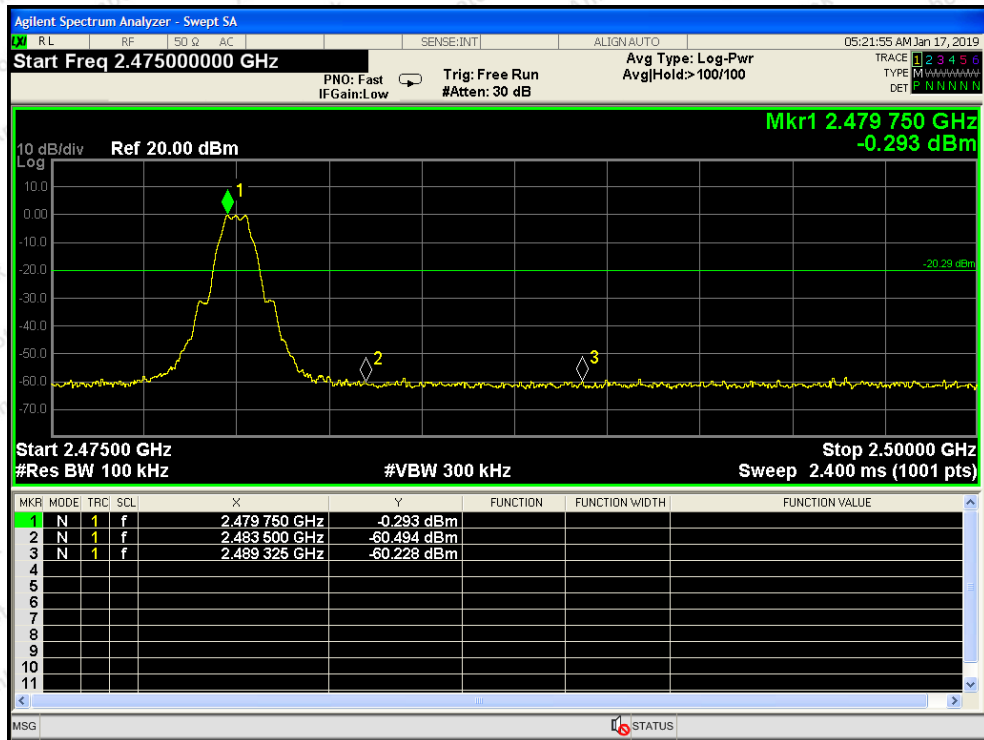 Agilent Spectrum Analyzer - Swept SA
LXI RL RF 50 Ω AC SENSE:INT ALIGNAUTO 05:21:55 AM Jan 17, 2019
Start Freq 2.475000000 GHz Avg Type: Log-Pwr TRACE 1 2 3 4 5 6
PNO: Fast Trig: Free Run Avg|Hold:>100/100 TYPE M WWWWW
IFGain:Low #Atten: 30 dB DET P N N N N N
Mkr1 2.479 750 GHz
10 dB/div Ref 20.00 dBm -0.293 dBm
Log
10.0
1
0.00
-10.0
-20.0 -20.29 dBm
-30.0
-40.0
-50.0
2 3
-60.0
-70.0
Start 2.47500 GHz Stop 2.50000 GHz
#Res BW 100 kHz #VBW 300 kHz Sweep 2.400 ms (1001 pts)
MKR MODE TRC SCL X Y FUNCTION FUNCTION WIDTH FUNCTION VALUE
1 N 1 f 2.479 750 GHz -0.293 dBm
2 N 1 f 2.483 500 GHz -60.494 dBm
3 N 1 f 2.489 325 GHz -60.228 dBm
4
5
6
7
8
9
10
11
MSG STATUS